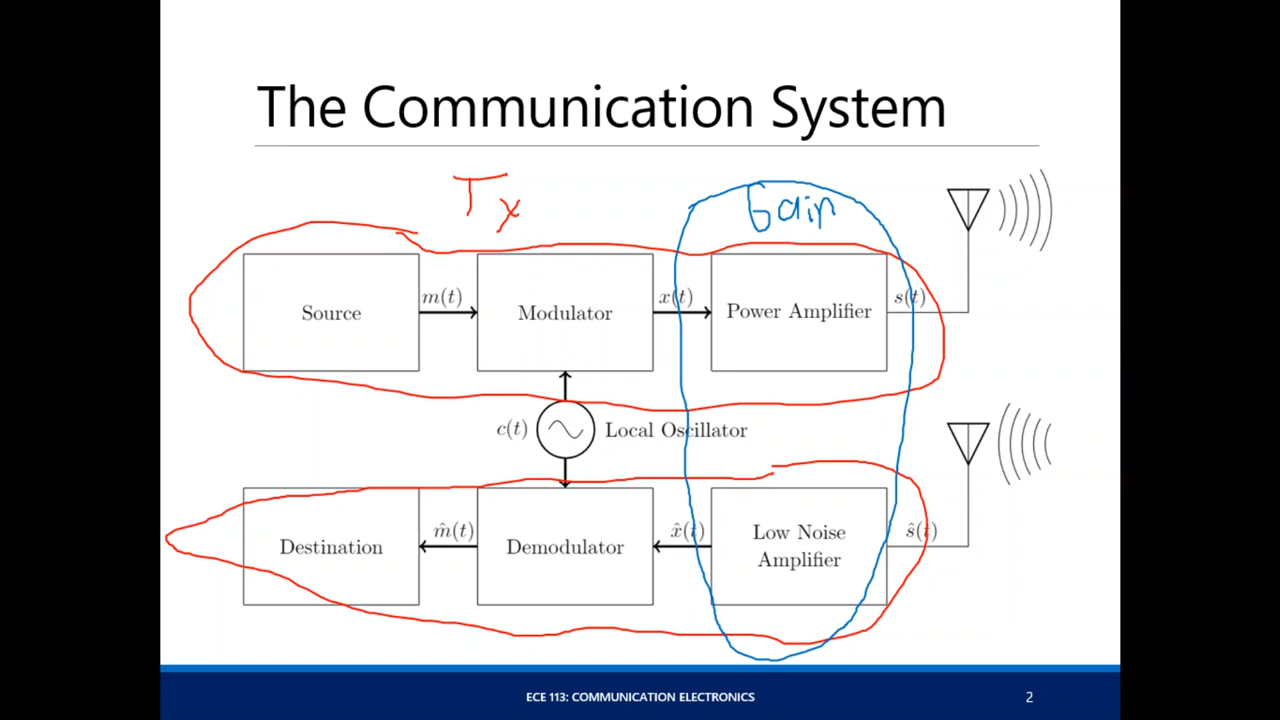 The Communication System
Tx
Gain
Source
m(t)
Modulator
x(t)
Power Amplifier
s(t)
c(t)
Local Oscillator
Destination
m̂(t)
Demodulator
x̂(t)
Low Noise
Amplifier
ŝ(t)
ECE 113: COMMUNICATION ELECTRONICS
2